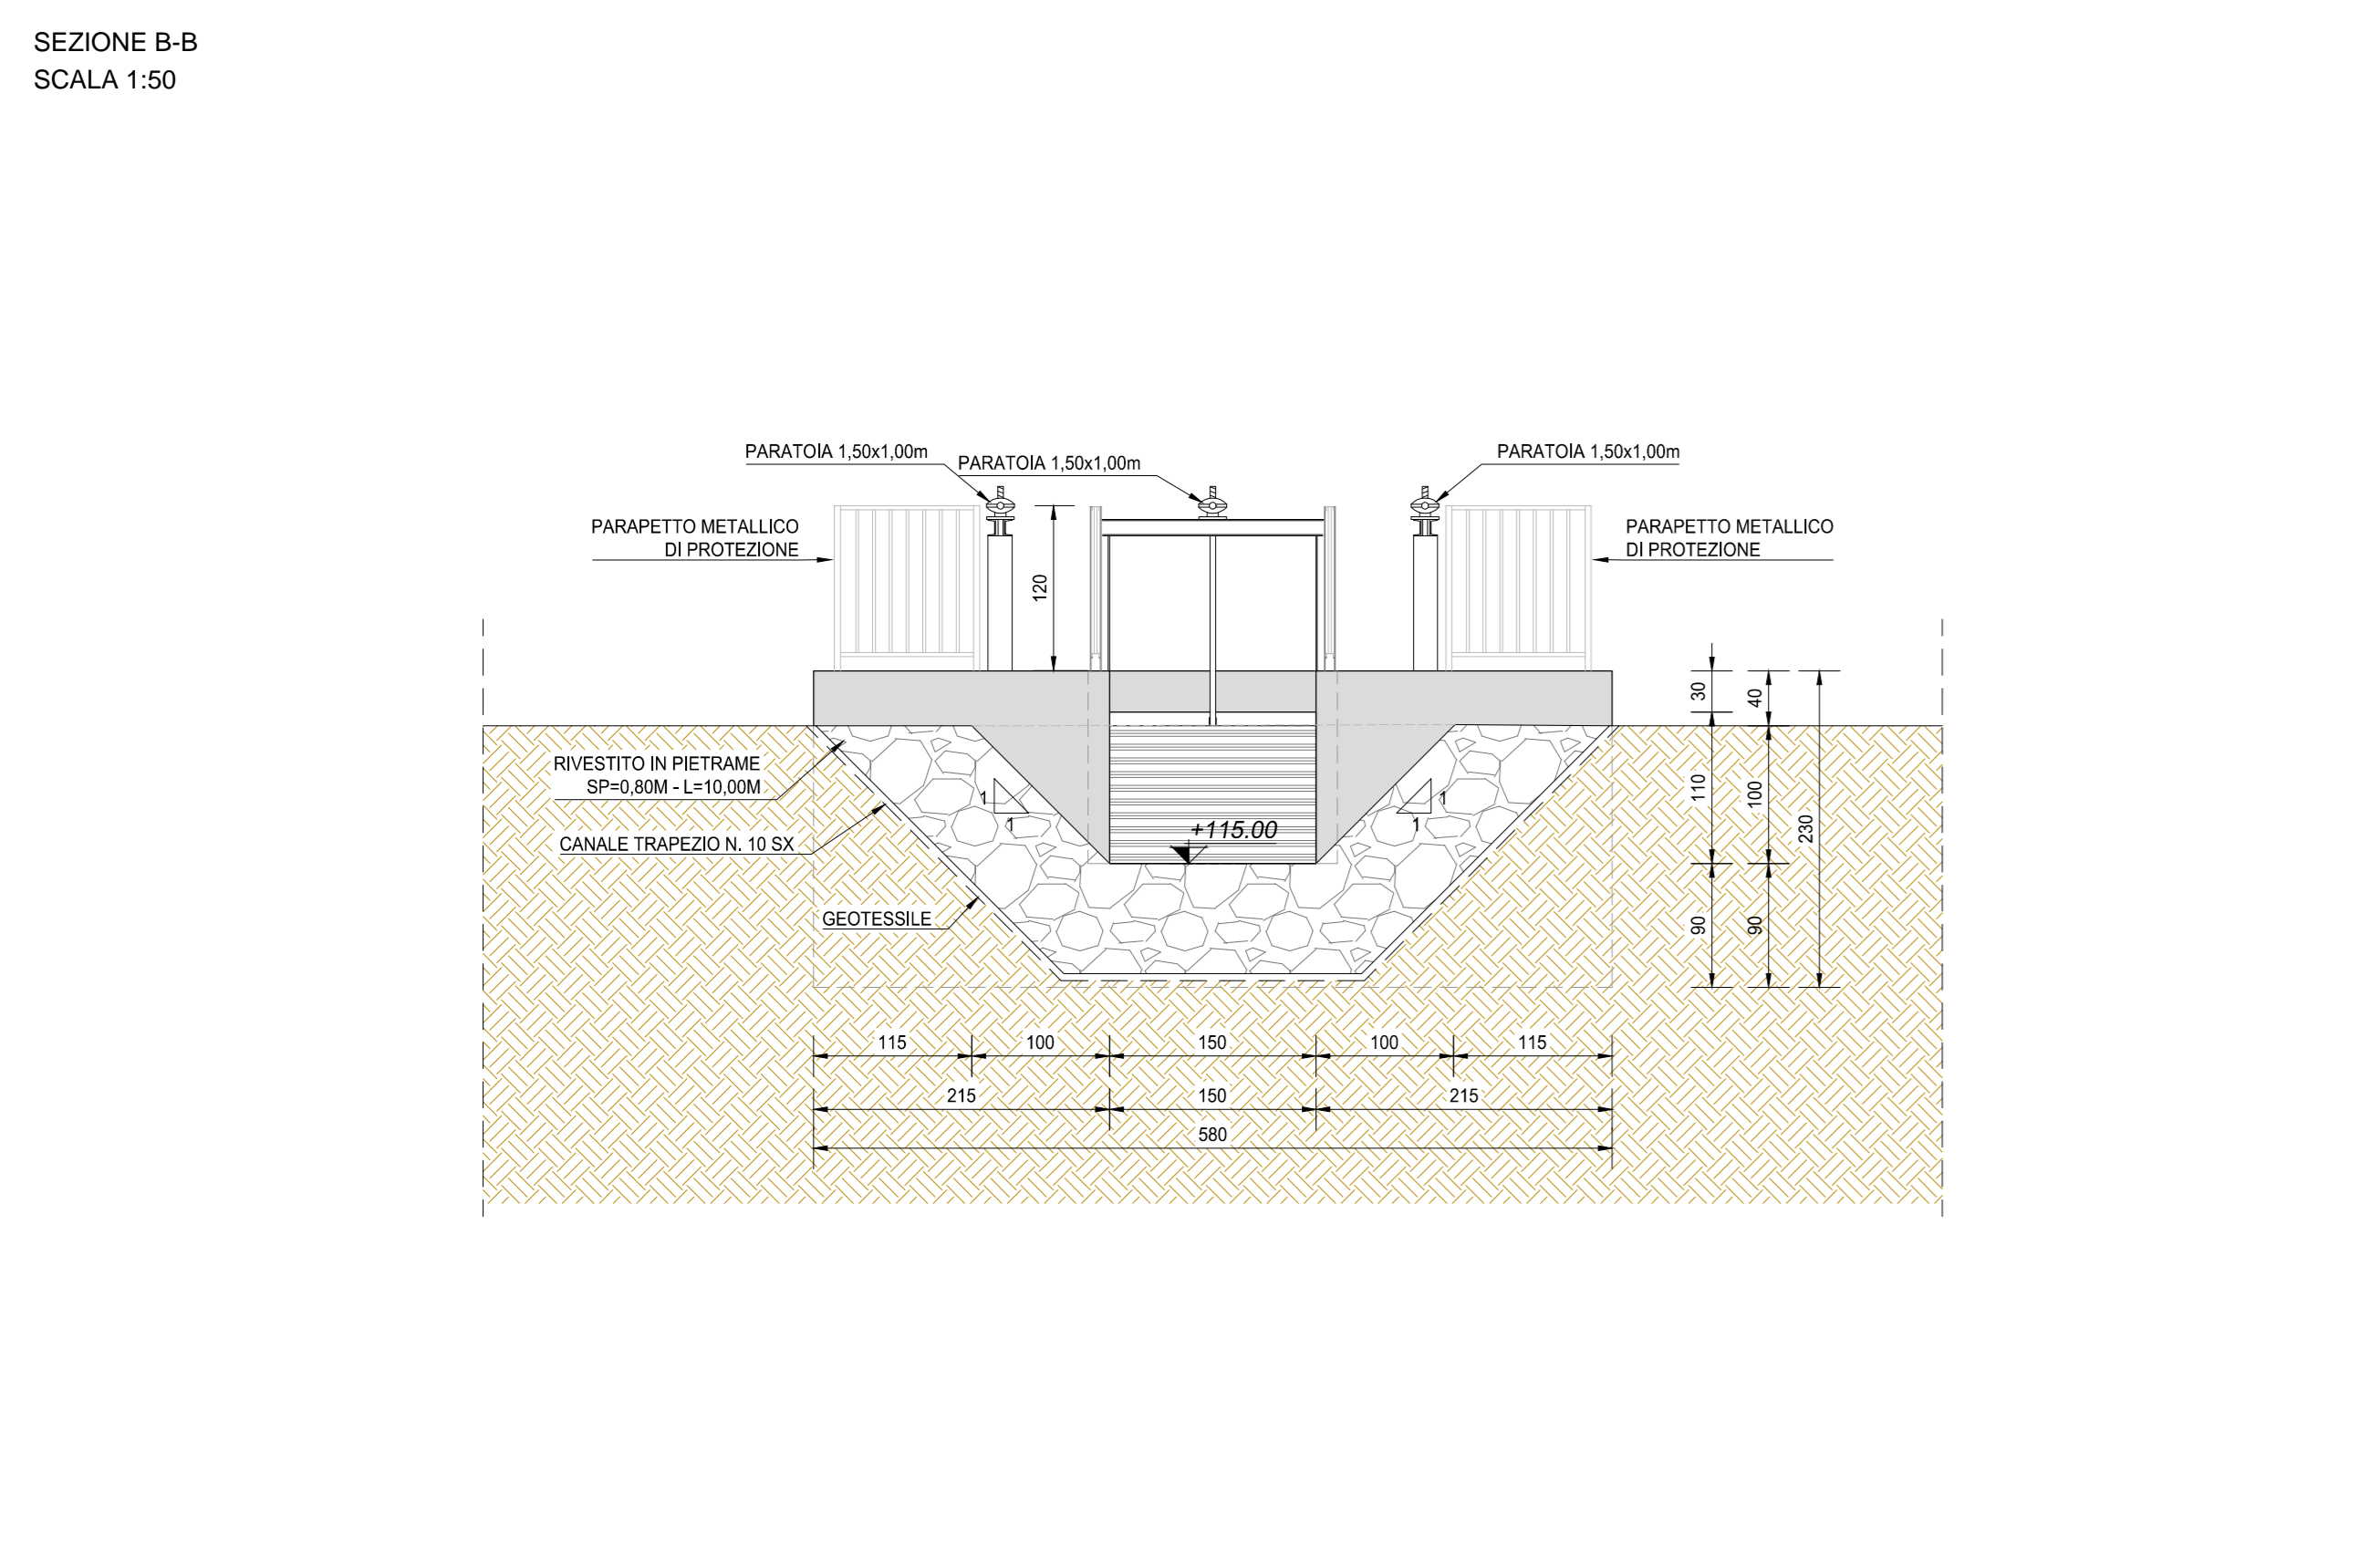 SEZIONE B-B
SCALA 1:50
PARATOIA 1,50x1,00m
PARATOIA 1,50x1,00m
PARATOIA 1,50x1,00m
PARAPETTO METALLICO
DI PROTEZIONE
PARAPETTO METALLICO
DI PROTEZIONE
120
30
40
RIVESTITO IN PIETRAME
SP=0,80M - L=10,00M
1
1
1
1
110
100
230
+115.00
CANALE TRAPEZIO N. 10 SX
GEOTESSILE
90
90
115
100
150
100
115
215
150
215
580